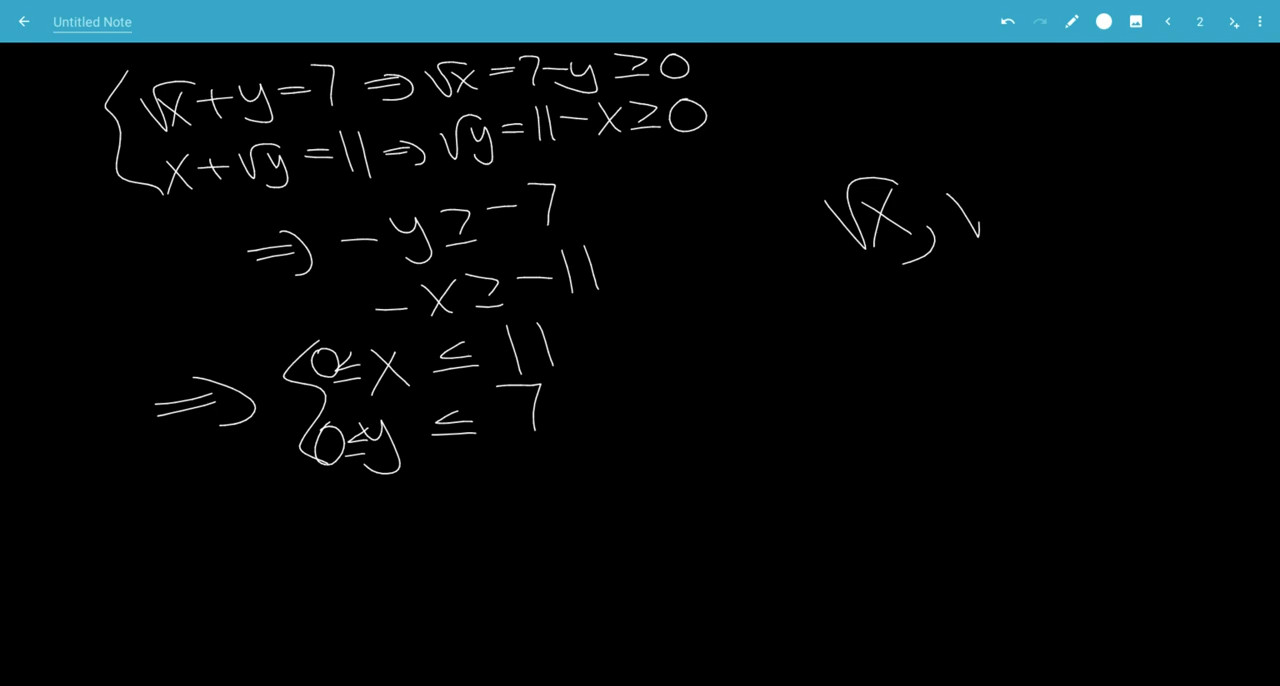 Untitled Note
2
√x + y = 7 ⇒ √x = 7 - y ≥ 0
x + √y = 11 ⇒ √y = 11 - x ≥ 0
⇒ - y ≥ - 7
- x ≥ - 11
⇒ 0 ≤ x ≤ 11
0 ≤ y ≤ 7
√x,